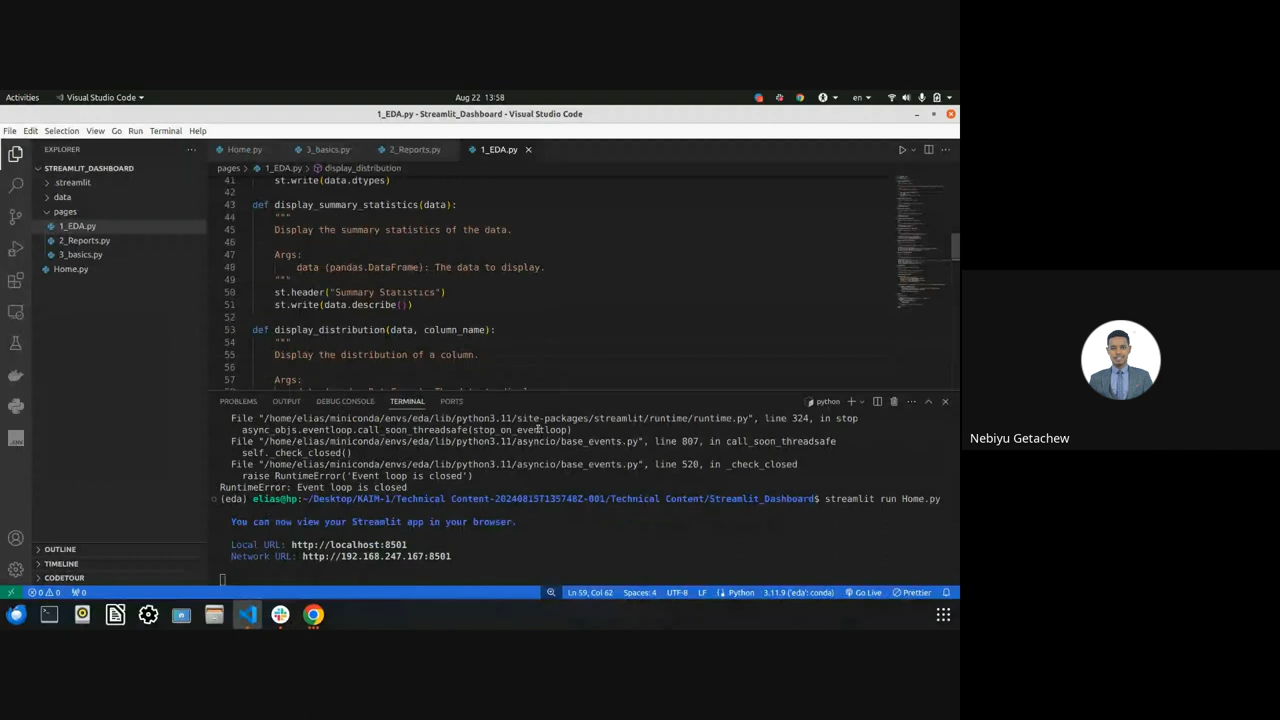 Activities
Visual Studio Code
Aug 22 13:58
en
1_EDA.py - Streamlit_Dashboard - Visual Studio Code
File Edit Selection View Go Run Terminal Help
EXPLORER
STREAMLIT_DASHBOARD
.streamlit
data
pages
1_EDA.py
2_Reports.py
3_basics.py
Home.py
OUTLINE
TIMELINE
CODETOUR
Home.py 3_basics.py 2_Reports.py 1_EDA.py
pages > 1_EDA.py > display_distribution
41 st.write(data.dtypes)
42
43 def display_summary_statistics(data):
44 """
45 Display the summary statistics of the data.
46
47 Args:
48 data (pandas.DataFrame): The data to display.
49 """
50 st.header("Summary Statistics")
51 st.write(data.describe())
52
53 def display_distribution(data, column_name):
54 """
55 Display the distribution of a column.
56
57 Args:
PROBLEMS OUTPUT DEBUG CONSOLE TERMINAL PORTS
python
File "/home/elias/miniconda/envs/eda/lib/python3.11/site-packages/streamlit/runtime/runtime.py", line 324, in stop
async_objs.eventloop.call_soon_threadsafe(stop_on_eventloop)
File "/home/elias/miniconda/envs/eda/lib/python3.11/asyncio/base_events.py", line 807, in call_soon_threadsafe
self._check_closed()
File "/home/elias/miniconda/envs/eda/lib/python3.11/asyncio/base_events.py", line 520, in _check_closed
raise RuntimeError('Event loop is closed')
RuntimeError: Event loop is closed
(eda) elias@hp:~/Desktop/KAIM-1/Technical Content-20240815T135748Z-001/Technical Content/Streamlit_Dashboard$ streamlit run Home.py
You can now view your Streamlit app in your browser.
Local URL: http://localhost:8501
Network URL: http://192.168.247.167:8501
0 0 0
Ln 59, Col 62 Spaces: 4 UTF-8 LF Python 3.11.9 ('eda': conda) Go Live Prettier
Nebiyu Getachew